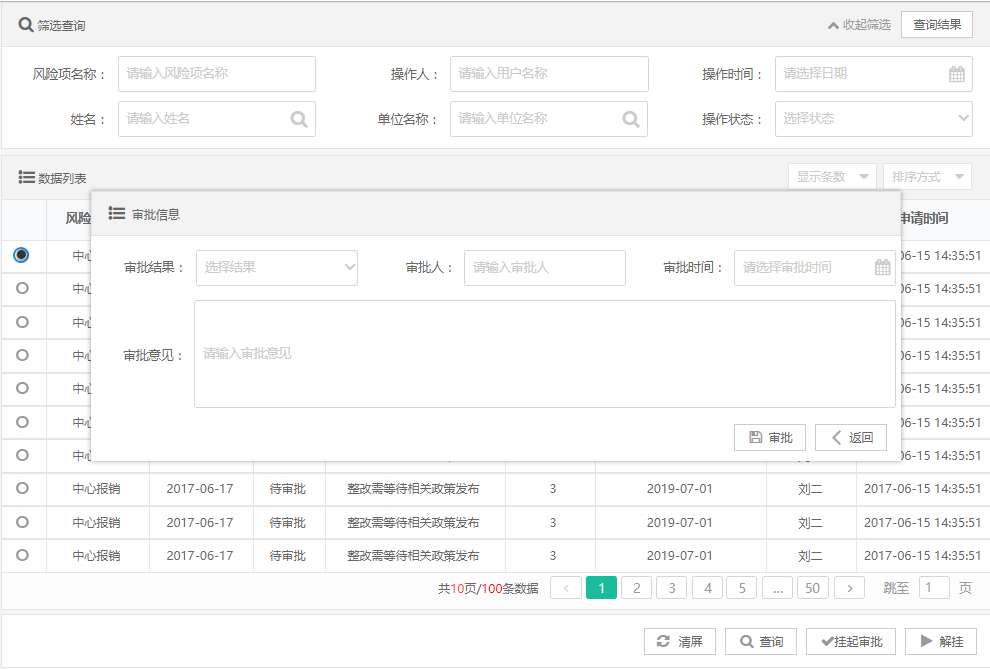 筛选查询 收起筛选 查询结果
风险项名称： 请输入风险项名称 操作人： 请输入用户名称 操作时间： 请选择日期
姓名： 请输入姓名 单位名称： 请输入单位名称 操作状态： 选择状态
数据列表 显示条数 排序方式
风险 申请时间
审批信息
中心 06-15 14:35:51
审批结果： 选择结果 审批人： 请输入审批人 审批时间： 请选择审批时间
中心 06-15 14:35:51
中心 06-15 14:35:51
审批意见： 请输入审批意见
中心 06-15 14:35:51
中心 06-15 14:35:51
中心 06-15 14:35:51
审批 返回
中心 06-15 14:35:51
中心报销 2017-06-17 待审批 整改需等待相关政策发布 3 2019-07-01 刘二 2017-06-15 14:35:51
中心报销 2017-06-17 待审批 整改需等待相关政策发布 3 2019-07-01 刘二 2017-06-15 14:35:51
中心报销 2017-06-17 待审批 整改需等待相关政策发布 3 2019-07-01 刘二 2017-06-15 14:35:51
共10页/100条数据 < 1 2 3 4 5 ... 50 > 跳至 1 页
清屏 查询 挂起审批 解挂